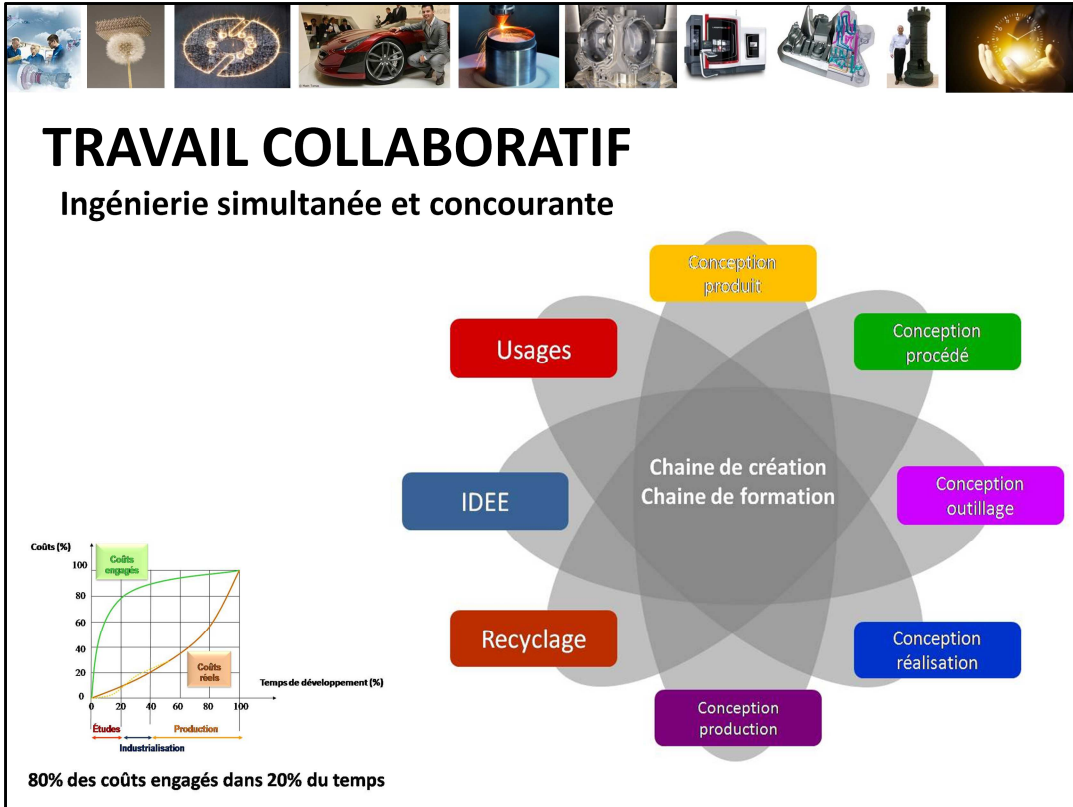 TRAVAIL COLLABORATIF
Ingénierie simultanée et concourante
Conception
produit
Usages
Conception
procédé
Chaine de création
Chaine de formation
IDEE
Conception
outillage
Recyclage
Conception
réalisation
Conception
production
Coûts (%)
Coûts
engagés
100
80
60
40
20
0
Coûts
réels
Temps de développement (%)
0 20 40 60 80 100
Études
Production
Industrialisation
80% des coûts engagés dans 20% du temps